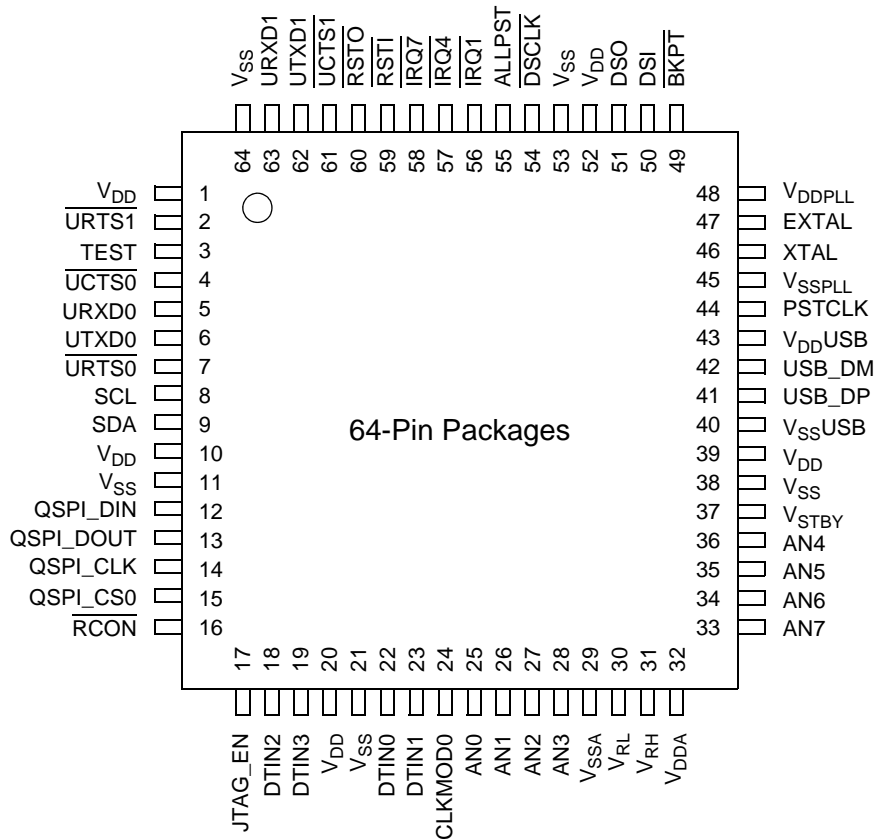 VSS URXD1 UTXD1 UCTS1 RSTO RSTI IRQ7 IRQ4 IRQ1 ALLPST DSCLK VSS VDD DSO DSI BKPT
64 63 62 61 60 59 58 57 56 55 54 53 52 51 50 49
VDD 1 48 VDDPLL
URTS1 2 47 EXTAL
TEST 3 46 XTAL
UCTS0 4 45 VSSPLL
URXD0 5 44 PSTCLK
UTXD0 6 43 VDDUSB
URTS0 7 42 USB_DM
SCL 8 41 USB_DP
SDA 9 40 VSSUSB
64-Pin Packages
VDD 10 39 VDD
VSS 11 38 VSS
QSPI_DIN 12 37 VSTBY
QSPI_DOUT 13 36 AN4
QSPI_CLK 14 35 AN5
QSPI_CS0 15 34 AN6
RCON 16 33 AN7
17 18 19 20 21 22 23 24 25 26 27 28 29 30 31 32
JTAG_EN DTIN2 DTIN3 VDD VSS DTIN0 DTIN1 CLKMOD0 AN0 AN1 AN2 AN3 VSSA VRL VRH VDDA